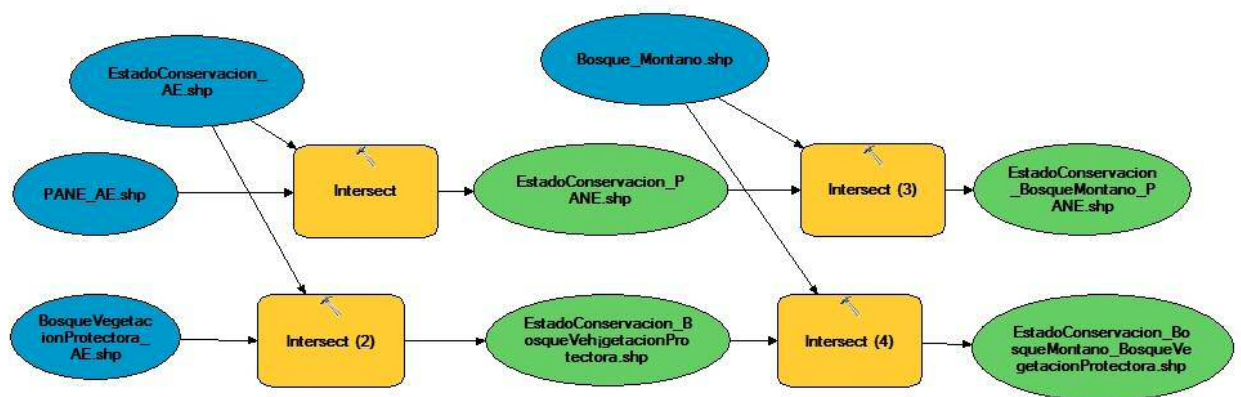 Bosque_Montano.shp
EstadoConservacion_
AE.shp
PANE_AE.shp
Intersect
EstadoConservacion_P
ANE.shp
Intersect (3)
EstadoConservacion
_BosqueMontano_P
ANE.shp
BosqueVegetac
ionProtectora_
AE.shp
Intersect (2)
EstadoConservacion_B
osqueVeh¡getacionPro
tectora.shp
Intersect (4)
EstadoConservacion_Bo
squeMontano_BosqueVe
getacionProtectora.shp